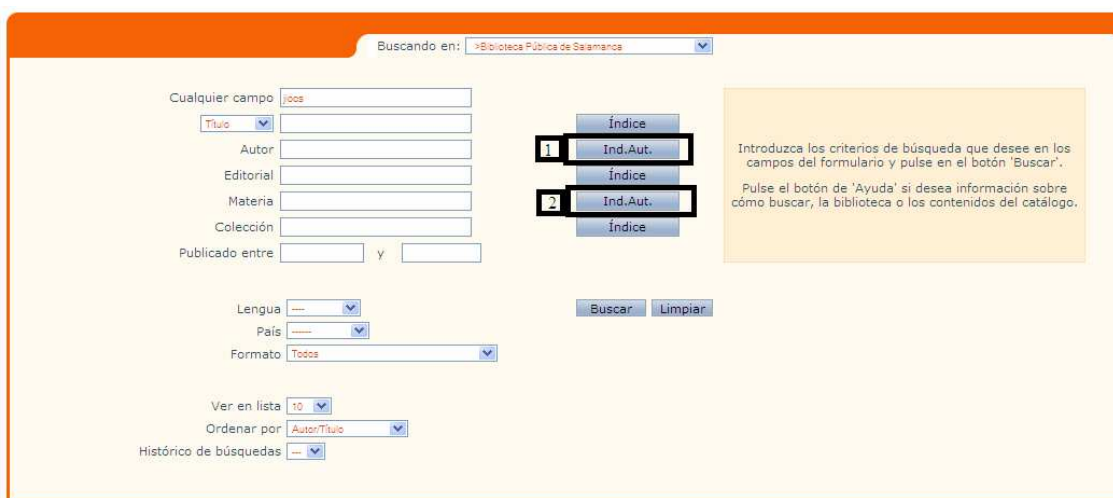 Buscando en: >Biblioteca Pública de Salamanca
Cualquier campo joos
Título Índice
Autor 1 Ind.Aut.
Editorial Índice
Materia 2 Ind.Aut.
Colección Índice
Publicado entre y
Introduzca los criterios de búsqueda que desee en los
campos del formulario y pulse en el botón 'Buscar'.
Pulse el botón de 'Ayuda' si desea información sobre
cómo buscar, la biblioteca o los contenidos del catálogo.
Lengua ---- Buscar Limpiar
País ------
Formato Todos
Ver en lista 10
Ordenar por Autor/Título
Histórico de búsquedas ---